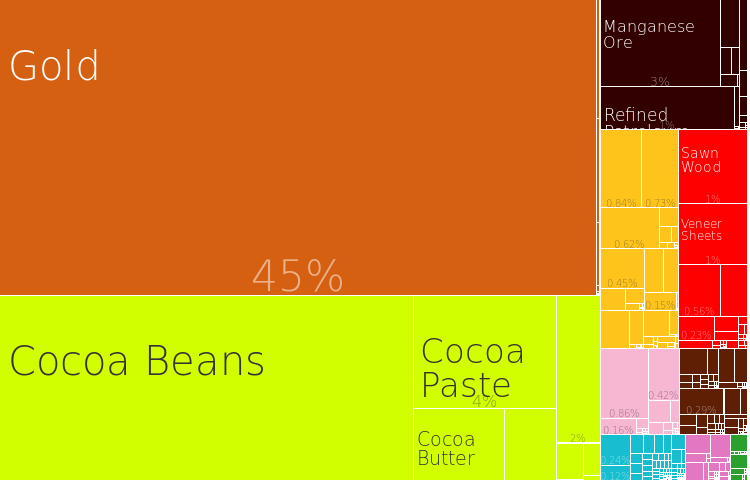 Gold
45%
Cocoa Beans
Cocoa
Paste
4%
Cocoa
Butter
2%
Manganese
Ore
3%
Refined
Petroleum
1%
0.84%
0.73%
0.62%
0.45%
0.15%
Sawn
Wood
1%
Veneer
Sheets
1%
0.56%
0.23%
0.86%
0.42%
0.16%
0.29%
0.24%
0.12%